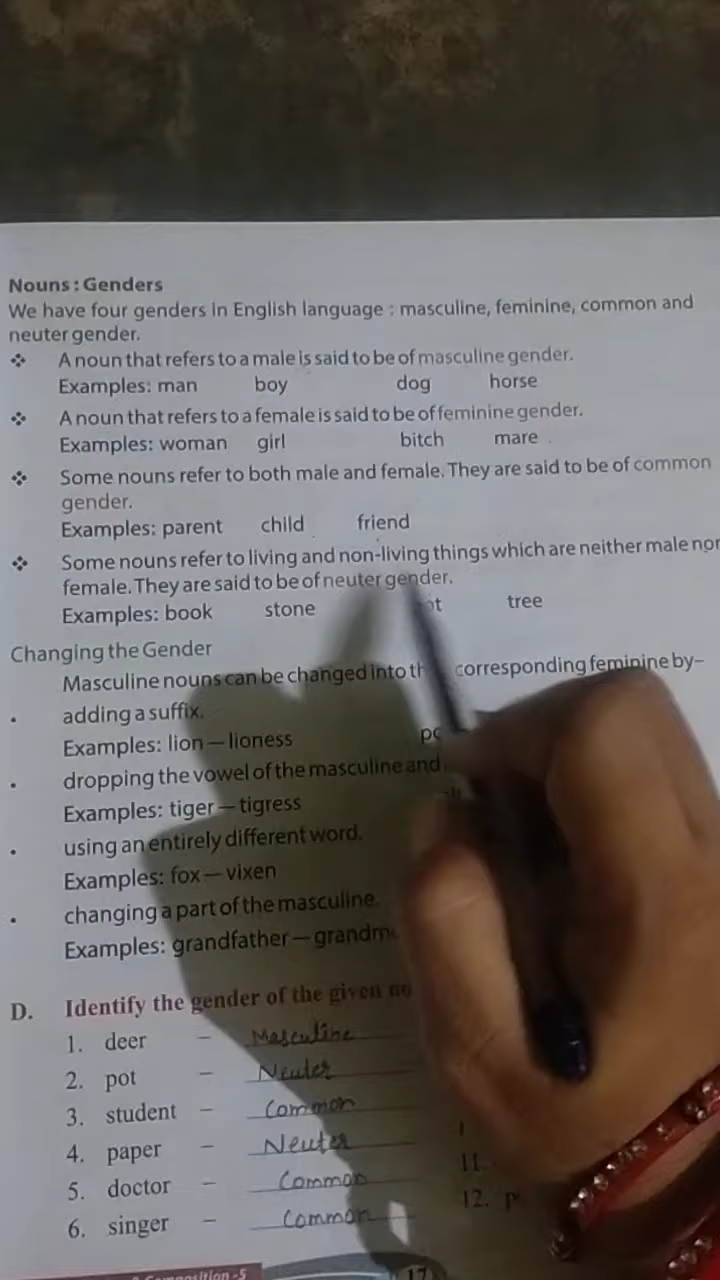 Nouns : Genders
We have four genders in English language : masculine, feminine, common and
neuter gender.
❖ A noun that refers to a male is said to be of masculine gender.
Examples: man boy dog horse
❖ A noun that refers to a female is said to be of feminine gender.
Examples: woman girl bitch mare
❖ Some nouns refer to both male and female. They are said to be of common
gender.
Examples: parent child friend
❖ Some nouns refer to living and non-living things which are neither male nor
female. They are said to be of neuter gender.
Examples: book stone tree
Changing the Gender
Masculine nouns can be changed into corresponding feminine by–
• adding a suffix.
Examples: lion — lioness
• dropping the vowel of the masculine and
Examples: tiger — tigress
• using an entirely different word.
Examples: fox — vixen
• changing a part of the masculine.
Examples: grandfather —
D. Identify the gender of the given
1. deer – Masculine
2. pot – Neuter
3. student – Common
4. paper – Neuter
5. doctor – Common
11.
6. singer – Common
12.
17